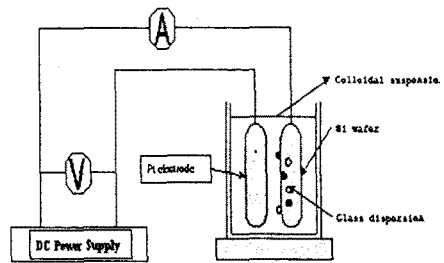 A
Colloidal suspension
Si wafer
V
Pt electrode
Glass dispersion
DC Power Supply